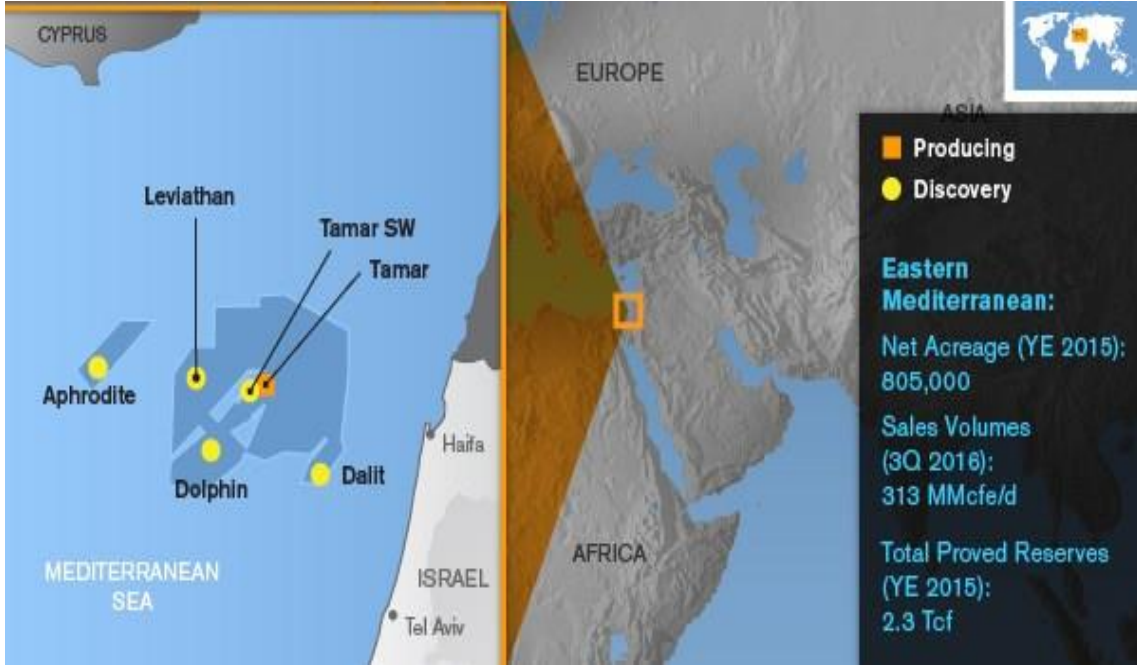 CYPRUS
Leviathan
Tamar SW
Tamar
Aphrodite
Dolphin
Dalit
Haifa
MEDITERRANEAN
SEA
ISRAEL
Tel Aviv
EUROPE
ASIA
AFRICA
Producing
Discovery
Eastern
Mediterranean:
Net Acreage (YE 2015):
805,000
Sales Volumes
(3Q 2016):
313 MMcfe/d
Total Proved Reserves
(YE 2015):
2.3 Tcf